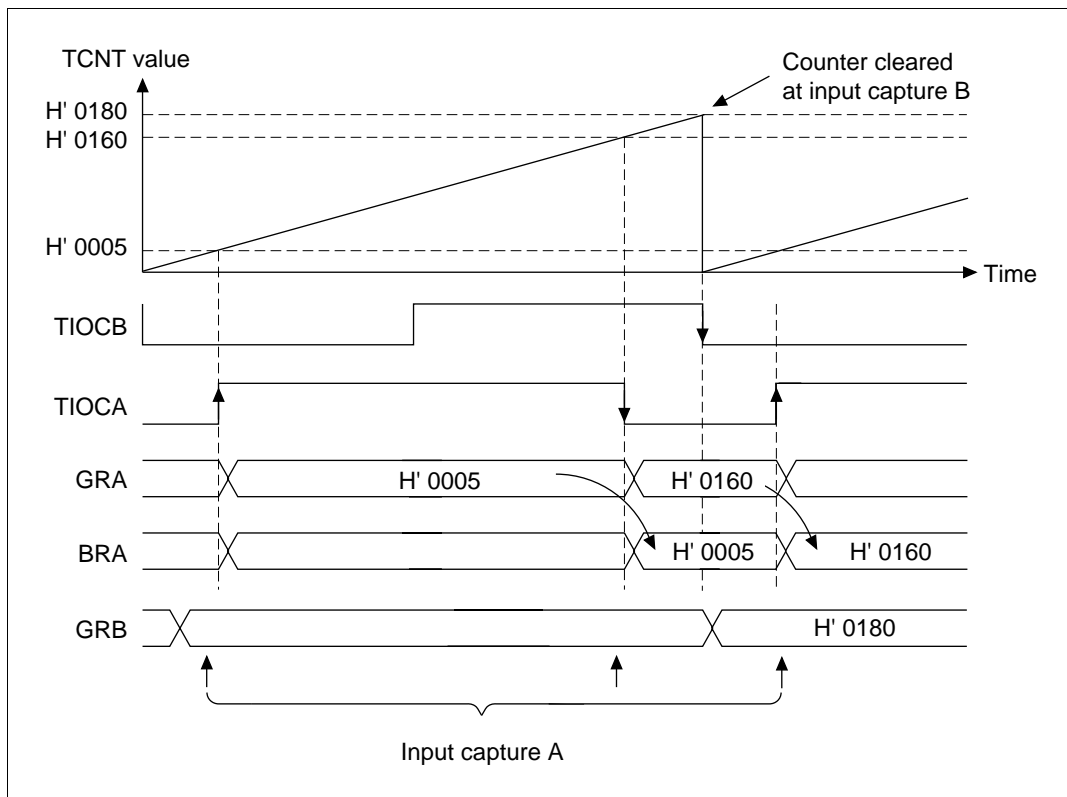 TCNT value
Counter cleared
at input capture B
H' 0180
H' 0160
H' 0005
Time
TIOCB
TIOCA
GRA
H' 0005
H' 0160
BRA
H' 0005
H' 0160
GRB
H' 0180
Input capture A